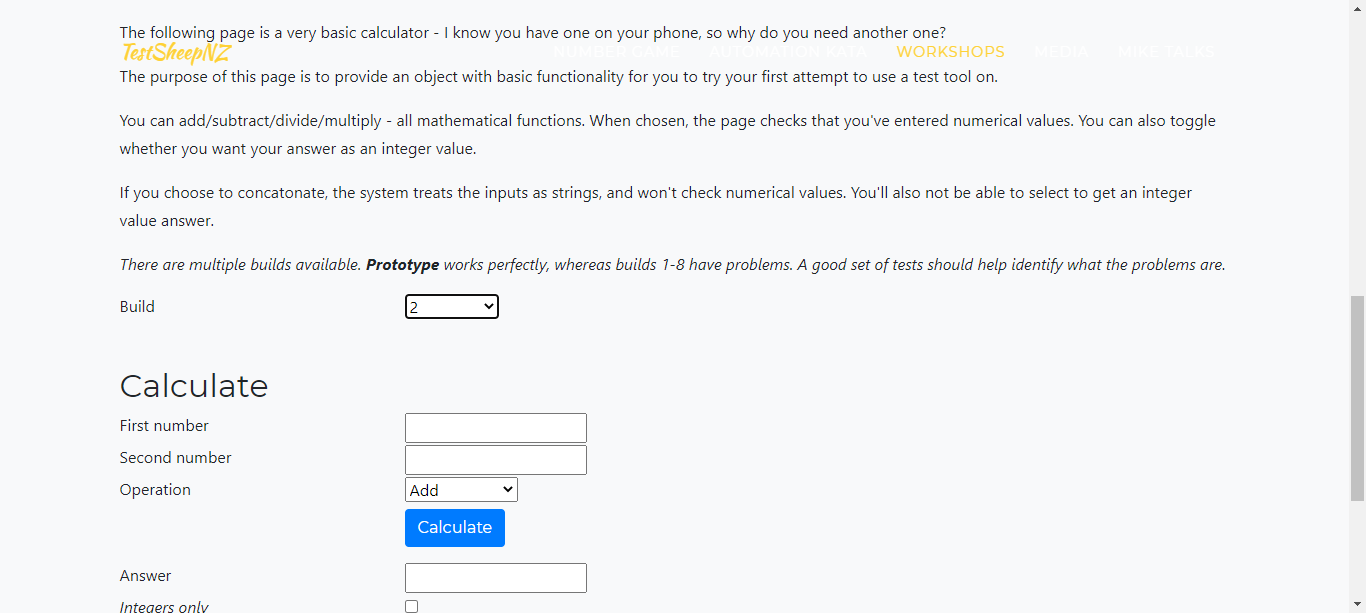 The following page is a very basic calculator - I know you have one on your phone, so why do you need another one?
TestSheepNZ
NUMBER GAME AUTOMATION KATA WORKSHOPS MEDIA MIKE TALKS
The purpose of this page is to provide an object with basic functionality for you to try your first attempt to use a test tool on.
You can add/subtract/divide/multiply - all mathematical functions. When chosen, the page checks that you've entered numerical values. You can also toggle
whether you want your answer as an integer value.
If you choose to concatonate, the system treats the inputs as strings, and won't check numerical values. You'll also not be able to select to get an integer
value answer.
There are multiple builds available. Prototype works perfectly, whereas builds 1-8 have problems. A good set of tests should help identify what the problems are.
Build 2
Calculate
First number
Second number
Operation Add
Calculate
Answer
Integers only